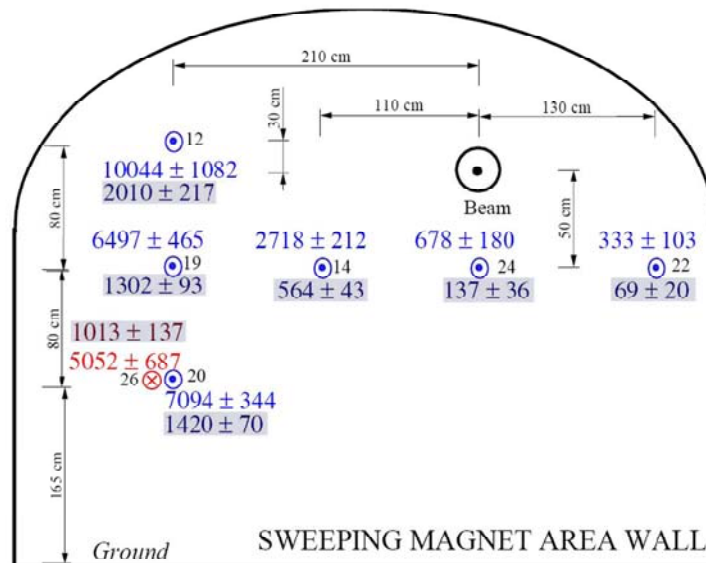 210 cm
110 cm
130 cm
30 cm
12
10044 ± 1082
2010 ± 217
Beam
80 cm
50 cm
6497 ± 465
2718 ± 212
678 ± 180
333 ± 103
19
14
24
22
1302 ± 93
564 ± 43
137 ± 36
69 ± 20
80 cm
1013 ± 137
5052 ± 687
26
20
7094 ± 344
1420 ± 70
165 cm
Ground
SWEEPING MAGNET AREA WALL